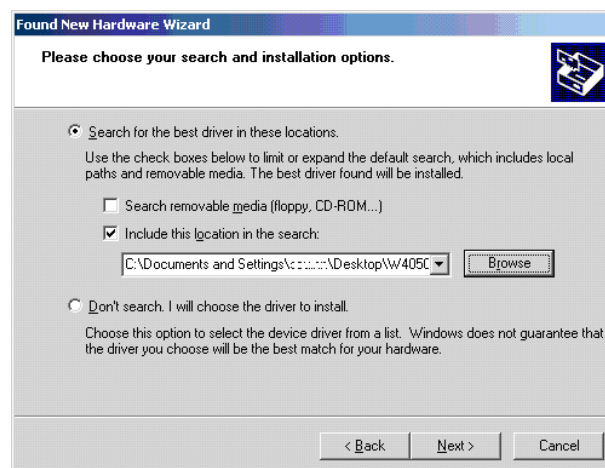 Found New Hardware Wizard
Please choose your search and installation options.
Search for the best driver in these locations.
Use the check boxes below to limit or expand the default search, which includes local
paths and removable media. The best driver found will be installed.
Search removable media (floppy, CD-ROM...)
Include this location in the search:
C:\Documents and Settings\ \Desktop\W4050
Browse
Don't search. I will choose the driver to install.
Choose this option to select the device driver from a list. Windows does not guarantee that
the driver you choose will be the best match for your hardware.
< Back
Next >
Cancel